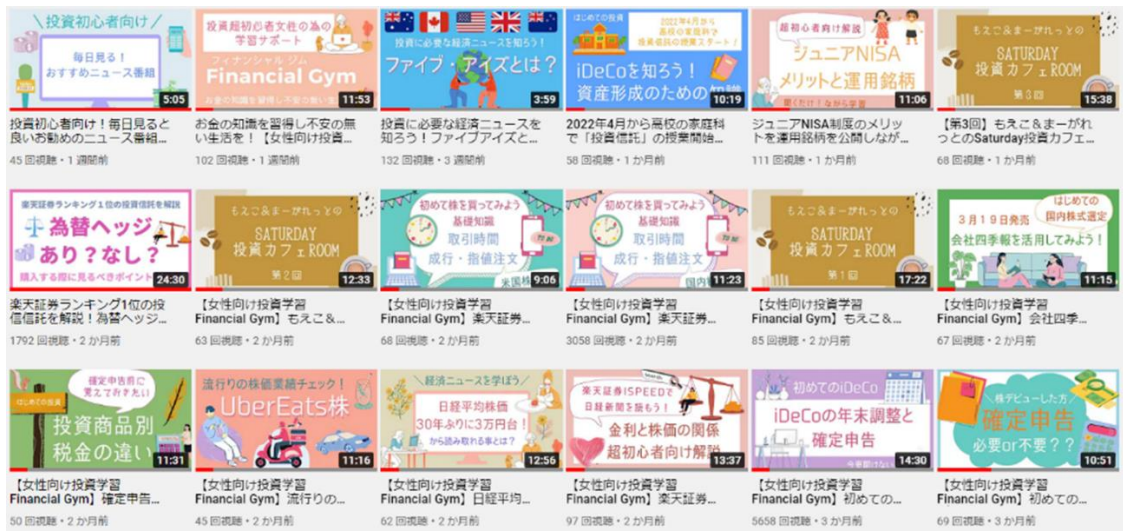 ＼投資初心者向け／
毎日見る！
おすすめニュース番組
5:05
投資超初心者女性の為の
学習サポート
フィナンシャル ジム
Financial Gym
お金の知識を習得し不安の無い生
11:53
投資に必要な経済ニュースを知ろう！
ファイブ・アイズとは？
3:59
はじめての投資
2022年4月から
高校の家庭科で
投資信託の授業スタート！
iDeCoを知ろう！
資産形成のための知
10:19
超初心者向け解説
ジュニアNISA
メリットと運用銘柄
聞くだけ！ながら学習
11:06
もえこ&まーがれっとの
SATURDAY
投資カフェROOM
第3回
15:38
投資初心者向け！毎日見ると
良いお勧めのニュース番組...
45 回視聴・1 週間前
お金の知識を習得し不安の無
い生活を！【女性向け投資...
102 回視聴・1 週間前
投資に必要な経済ニュースを
知ろう！ファイブアイズと...
132 回視聴・3 週間前
2022年4月から高校の家庭科
で「投資信託」の授業開始...
58 回視聴・1 か月前
ジュニアNISA制度のメリッ
トを運用銘柄を公開しなが...
111 回視聴・1 か月前
【第3回】もえこ&まーがれ
っとのSaturday投資カフェ...
68 回視聴・1 か月前
楽天証券ランキング1位の投資信託を解説
為替ヘッジ
あり？なし？
購入する際に見るべきポイント
24:30
もえこ&まーがれっとの
SATURDAY
投資カフェROOM
第2回
12:33
初めて株を買ってみよう
基礎知識
取引時間
成行・指値注文
米国株
9:06
初めて株を買ってみよう
基礎知識
取引時間
成行・指値注文
国内
11:23
もえこ&まーがれっとの
SATURDAY
投資カフェROOM
第1回
17:22
はじめての
国内株式選定
3月19日発売
会社四季報を活用してみよう！
11:15
楽天証券ランキング1位の投
信信託を解説！為替ヘッジ...
1792 回視聴・2 か月前
【女性向け投資学習
Financial Gym】もえこ&...
63 回視聴・2 か月前
【女性向け投資学習
Financial Gym】楽天証券...
68 回視聴・2 か月前
【女性向け投資学習
Financial Gym】楽天証券...
3058 回視聴・2 か月前
【女性向け投資学習
Financial Gym】もえこ&...
85 回視聴・2 か月前
【女性向け投資学習
Financial Gym】会社四季...
67 回視聴・2 か月前
確定申告前に
覚えておきたい
はじめての投資
投資商品別
税金の違い
11:31
流行りの株価業績チェック！
UberEats株
11:16
＼経済ニュースを学ぼう／
日経平均株価
30年ぶりに3万円台！
から読み取れる事とは？
12:56
楽天証券iSPEEDで
日経新聞を読もう！
金利と株価の関係
超初心者向け解説
13:37
初めてのiDeCo
iDeCoの年末調整と
確定申告
14:30
＼株デビューした方／
確定申告
必要or不要？？
10:51
【女性向け投資学習
Financial Gym】確定申告...
50 回視聴・2 か月前
【女性向け投資学習
Financial Gym】流行りの...
45 回視聴・2 か月前
【女性向け投資学習
Financial Gym】日経平均...
62 回視聴・2 か月前
【女性向け投資学習
Financial Gym】楽天証券...
97 回視聴・2 か月前
【女性向け投資学習
Financial Gym】初めての...
5658 回視聴・3 か月前
【女性向け投資学習
Financial Gym】初めての...
69 回視聴・3 か月前